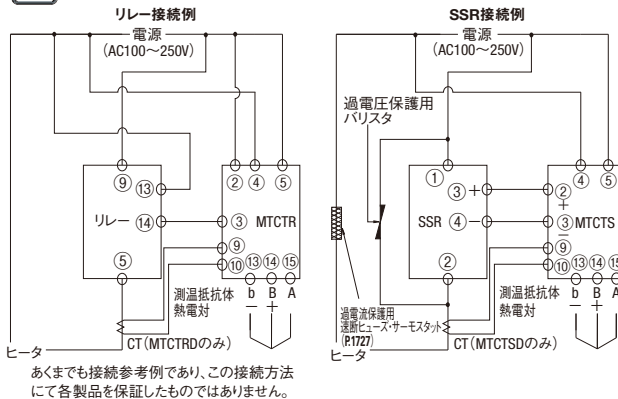 リレー接続例
電源
(AC100～250V)
⑨ ⑬
リレー ⑭
⑤
② ④ ⑤
③ MTCTR
⑨
⑩ ⑬ ⑭ ⑮
b B A
－ ＋
測温抵抗体
熱電対
CT(MTCTRDのみ)
ヒータ
あくまでも接続参考例であり、この接続方法
にて各製品を保証したものではありません。
SSR接続例
電源
(AC100～250V)
過電圧保護用
バリスタ
①
③ ＋
SSR ④ －
②
④ ⑤
②
＋
③ MTCTS
－
⑨
⑩ ⑬ ⑭ ⑮
b B A
－ ＋
測温抵抗体
熱電対
過電流保護用
速断ヒューズ・サーモスタット
(P.1727)
CT(MTCTSDのみ)
ヒータ